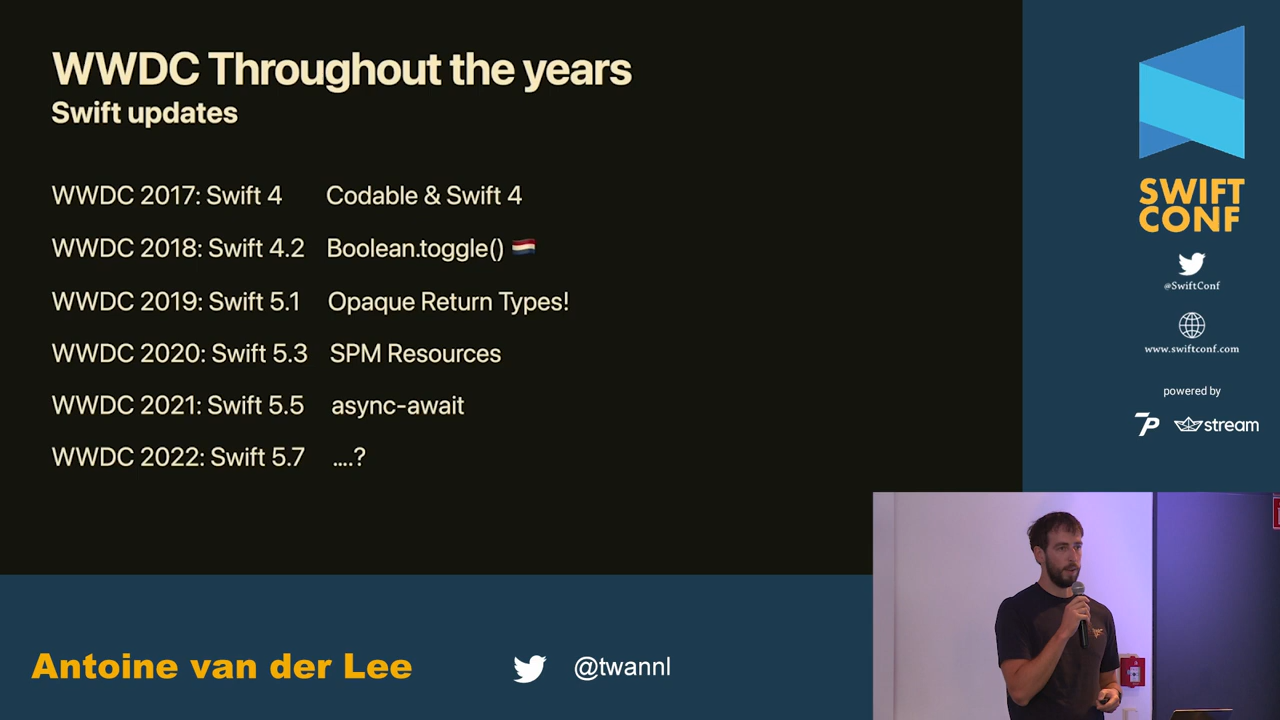 WWDC Throughout the years
Swift updates
WWDC 2017: Swift 4 Codable & Swift 4
WWDC 2018: Swift 4.2 Boolean.toggle() 🇳🇱
WWDC 2019: Swift 5.1 Opaque Return Types!
WWDC 2020: Swift 5.3 SPM Resources
WWDC 2021: Swift 5.5 async-await
WWDC 2022: Swift 5.7 ....?
SWIFT
CONF
@SwiftConf
www.swiftconf.com
powered by
7P stream
Antoine van der Lee @twannl